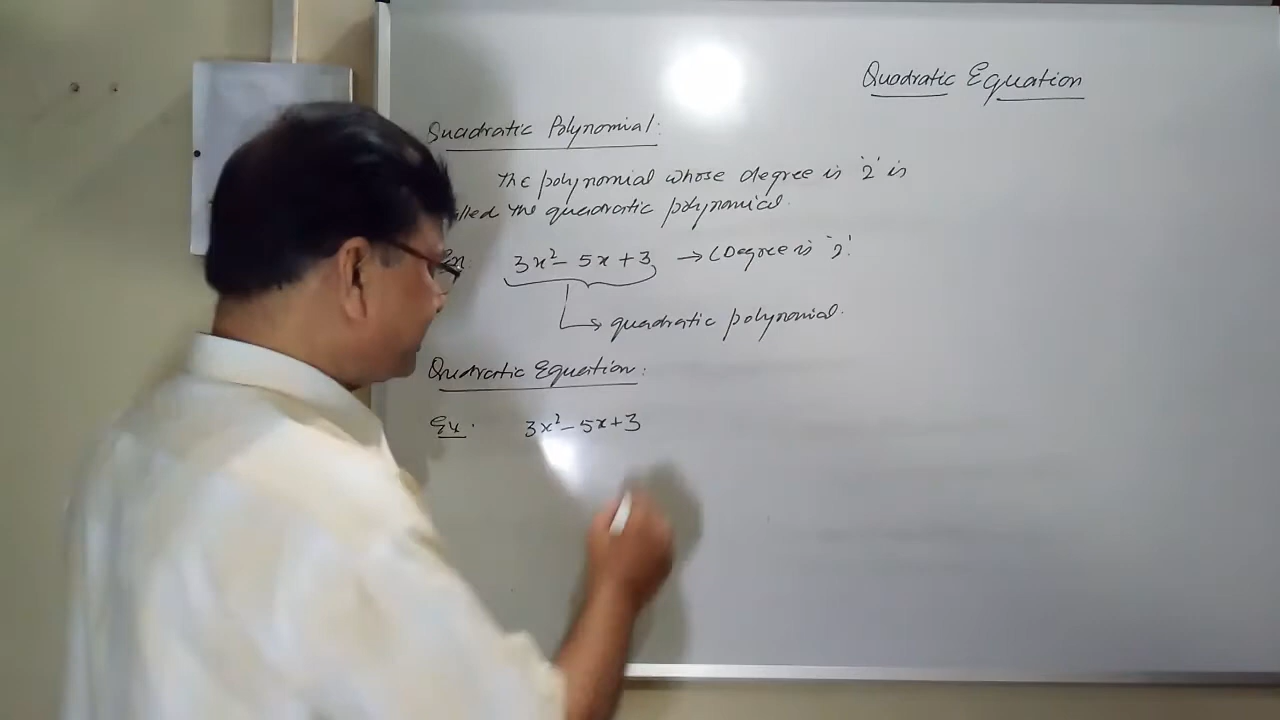 Quadratic Equation
Quadratic Polynomial:
The polynomial whose degree is '2' is
called the quadratic polynomial.
Ex. 3x² - 5x + 3 → (Degree is '2'.
↳ quadratic polynomial.
Quadratic Equation:
Ex. 3x² - 5x + 3